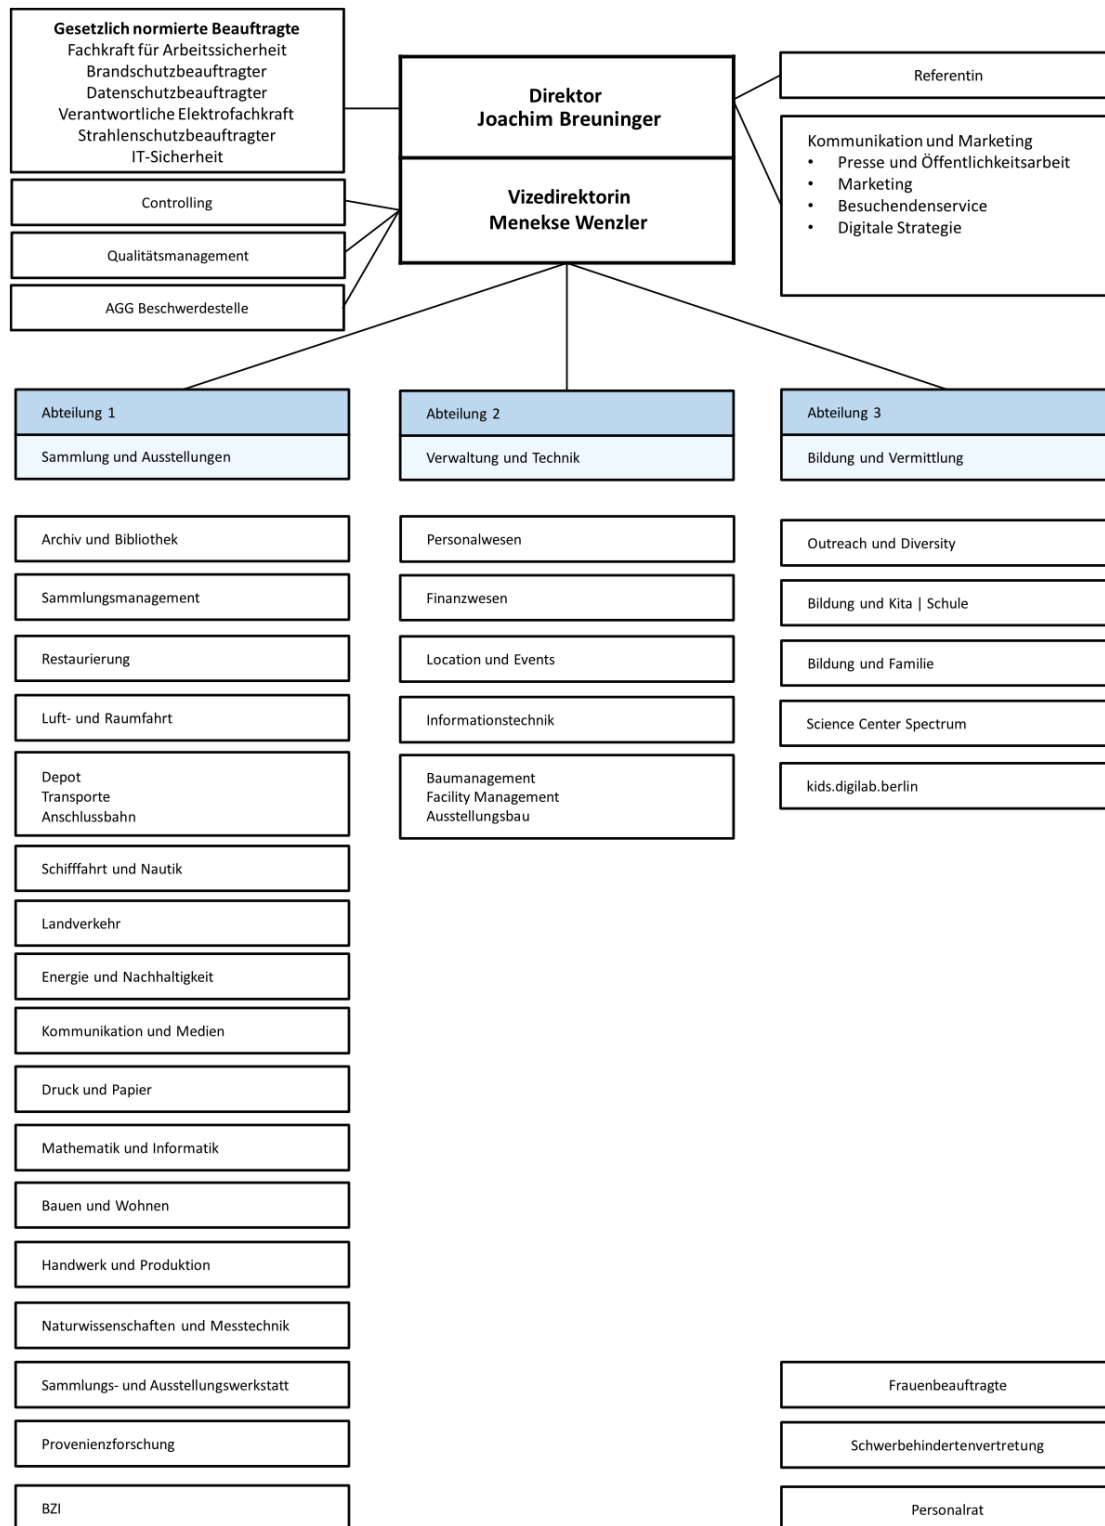 Gesetzlich normierte Beauftragte
Fachkraft für Arbeitssicherheit
Brandschutzbeauftragter
Datenschutzbeauftragter
Verantwortliche Elektrofachkraft
Strahlenschutzbeauftragter
IT-Sicherheit
Controlling
Qualitätsmanagement
AGG Beschwerdestelle
Direktor
Joachim Breuninger
Vizedirektorin
Menekse Wenzler
Referentin
Kommunikation und Marketing
• Presse und Öffentlichkeitsarbeit
• Marketing
• Besuchendenservice
• Digitale Strategie
Abteilung 1
Sammlung und Ausstellungen
Archiv und Bibliothek
Sammlungsmanagement
Restaurierung
Luft- und Raumfahrt
Depot
Transporte
Anschlussbahn
Schifffahrt und Nautik
Landverkehr
Energie und Nachhaltigkeit
Kommunikation und Medien
Druck und Papier
Mathematik und Informatik
Bauen und Wohnen
Handwerk und Produktion
Naturwissenschaften und Messtechnik
Sammlungs- und Ausstellungswerkstatt
Provenienzforschung
BZI
Abteilung 2
Verwaltung und Technik
Personalwesen
Finanzwesen
Location und Events
Informationstechnik
Baumanagement
Facility Management
Ausstellungsbau
Abteilung 3
Bildung und Vermittlung
Outreach und Diversity
Bildung und Kita | Schule
Bildung und Familie
Science Center Spectrum
kids.digilab.berlin
Frauenbeauftragte
Schwerbehindertenvertretung
Personalrat